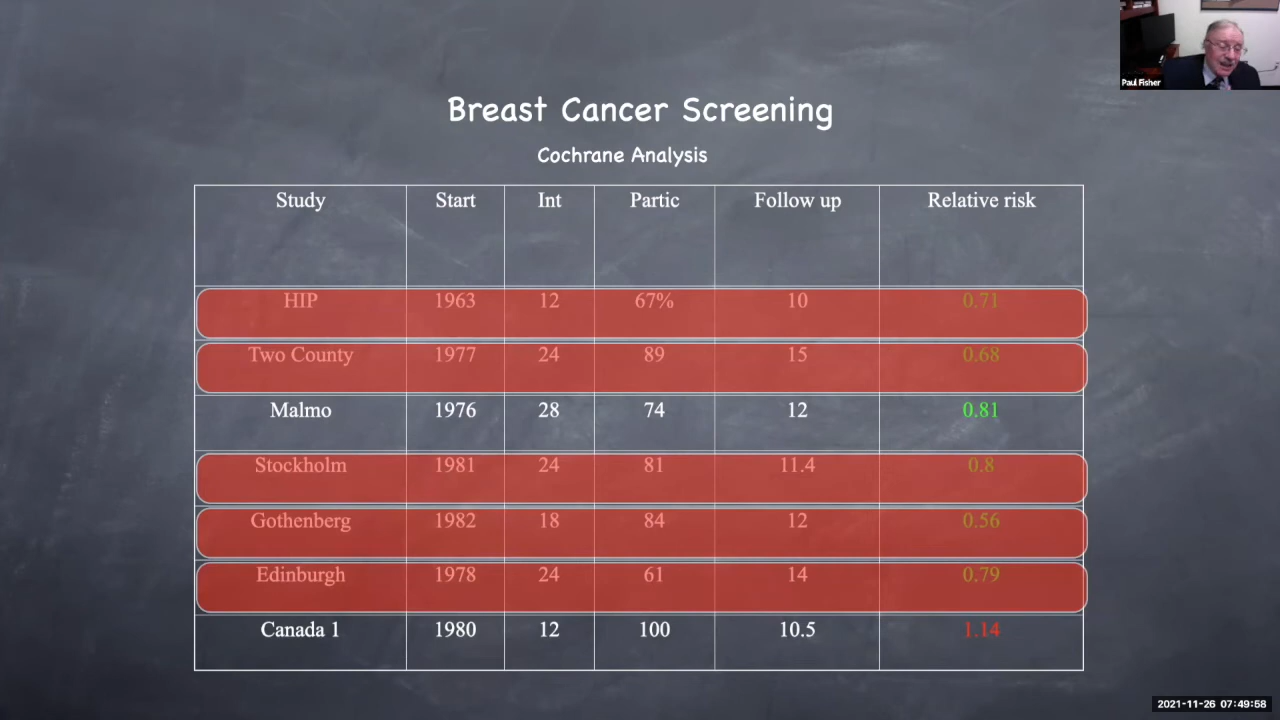 Paul Fisher
Breast Cancer Screening
Cochrane Analysis
Study Start Int Partic Follow up Relative risk
HIP 1963 12 67% 10 0.71
Two County 1977 24 89 15 0.68
Malmo 1976 28 74 12 0.81
Stockholm 1981 24 81 11.4 0.8
Gothenberg 1982 18 84 12 0.56
Edinburgh 1978 24 61 14 0.79
Canada 1 1980 12 100 10.5 1.14
2021-11-26 07:49:58